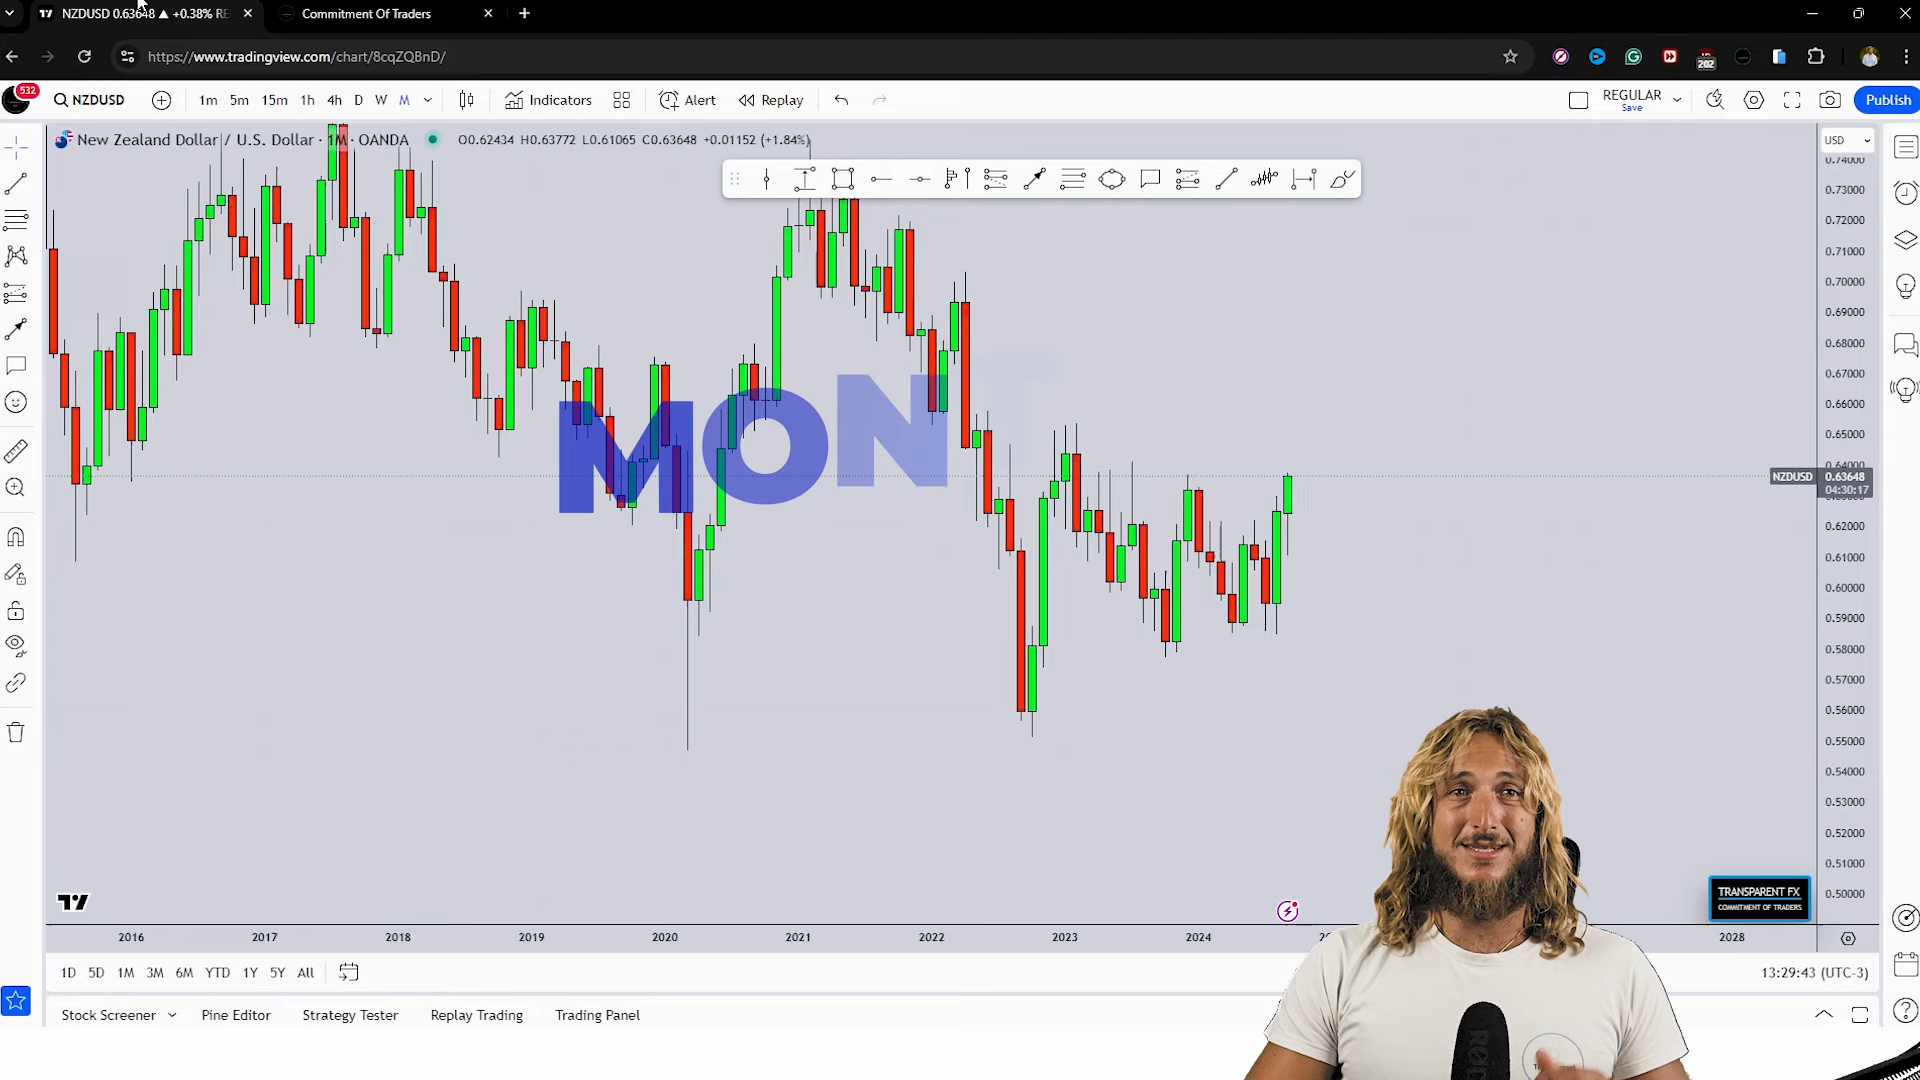 NZDUSD 0.63648 ▲ +0.38% RE
Commitment Of Traders
https://www.tradingview.com/chart/8cqZQBnD/
202
532
NZDUSD
1m 5m 15m 1h 4h D W M
Indicators
Alert
Replay
REGULAR
Save
Publish
New Zealand Dollar / U.S. Dollar · 1M · OANDA
O0.62434 H0.63772 L0.61065 C0.63648 +0.01152 (+1.84%)
USD
0.74000
0.73000
0.72000
0.71000
0.70000
0.69000
0.68000
0.67000
0.66000
0.65000
0.64000
NZDUSD 0.63648
04:30:17
0.62000
0.61000
0.60000
0.59000
0.58000
0.57000
0.56000
0.55000
0.54000
0.53000
0.52000
0.51000
0.50000
MONT
TRANSPARENT FX
COMMITMENT OF TRADERS
2016 2017 2018 2019 2020 2021 2022 2023 2024 2028
1D 5D 1M 3M 6M YTD 1Y 5Y All
13:29:43 (UTC-3)
Stock Screener Pine Editor Strategy Tester Replay Trading Trading Panel